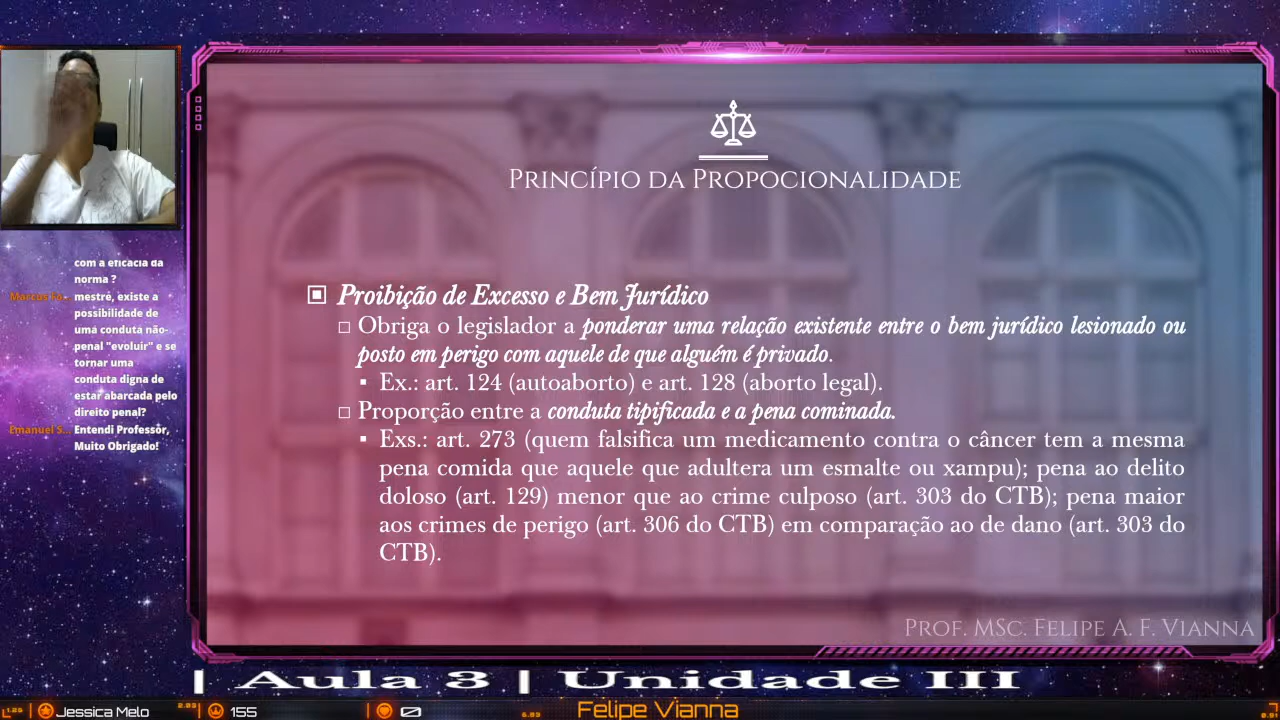 PRINCÍPIO DA PROPOCIONALIDADE
Proibição de Excesso e Bem Jurídico
Obriga o legislador a ponderar uma relação existente entre o bem jurídico lesionado ou
posto em perigo com aquele de que alguém é privado.
Ex.: art. 124 (autoaborto) e art. 128 (aborto legal).
Proporção entre a conduta tipificada e a pena cominada.
Exs.: art. 273 (quem falsifica um medicamento contra o câncer tem a mesma
pena comida que aquele que adultera um esmalte ou xampu); pena ao delito
doloso (art. 129) menor que ao crime culposo (art. 303 do CTB); pena maior
aos crimes de perigo (art. 306 do CTB) em comparação ao de dano (art. 303 do
CTB).
PROF. MSC. FELIPE A. F. VIANNA
com a eficácia da
norma ?
mestre, existe a
possibilidade de
uma conduta não-
penal "evoluir" e se
tornar uma
conduta digna de
estar abarcada pelo
direito penal?
Emanuel S... Entendi Professor,
Muito Obrigado!
| Aula 3 | Unidade III
Jessica Melo
155
0
Felipe Vianna